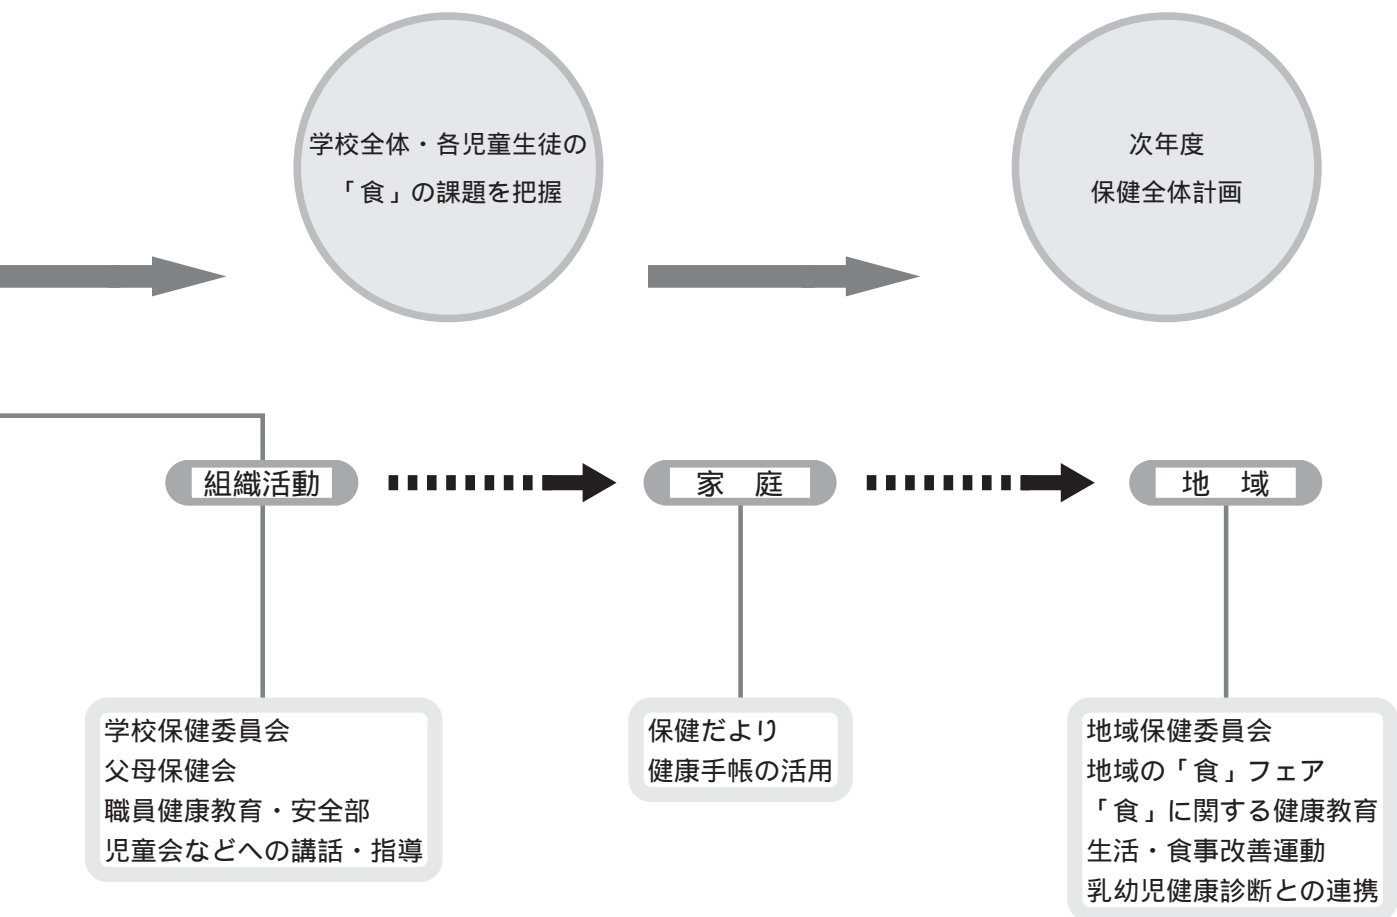 学校全体・各児童生徒の
「食」の課題を把握
次年度
保健全体計画
組織活動
家　庭
地　域
学校保健委員会
父母保健会
職員健康教育・安全部
児童会などへの講話・指導
保健だより
健康手帳の活用
地域保健委員会
地域の「食」フェア
「食」に関する健康教育
生活・食事改善運動
乳幼児健康診断との連携